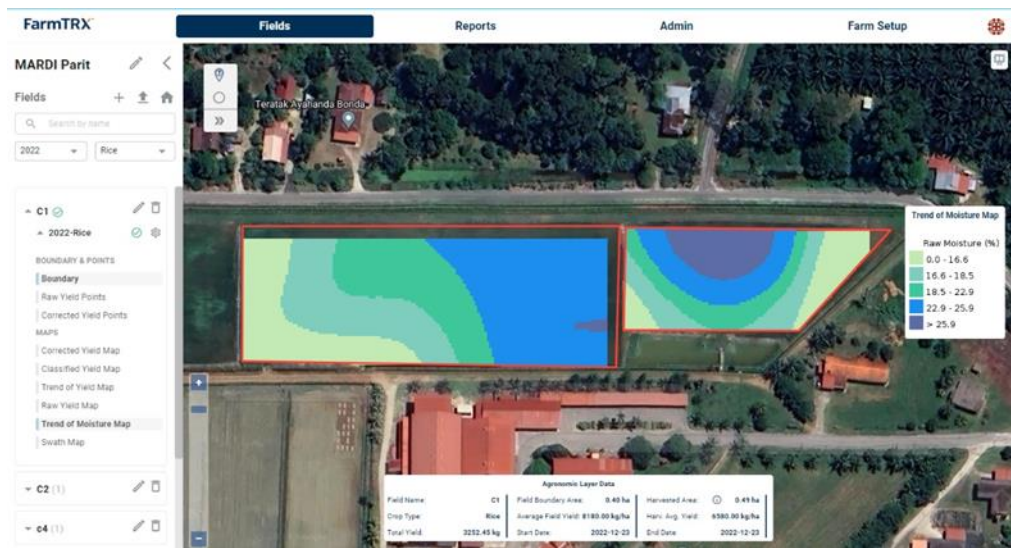 FarmTRX
Fields
Reports
Admin
Farm Setup
MARDI Parit
Fields
Search by name
2022
Rice
C1
2022-Rice
BOUNDARY & POINTS
Boundary
Raw Yield Points
Corrected Yield Points
MAPS
Corrected Yield Map
Classified Yield Map
Trend of Yield Map
Raw Yield Map
Trend of Moisture Map
Swath Map
C2 (1)
c4 (1)
Teratak Ayahanda Bonda
Trend of Moisture Map
Raw Moisture (%)
0.0 - 16.6
16.6 - 18.5
18.5 - 22.9
22.9 - 25.9
> 25.9
Agronomic Layer Data
Field Name: C1 Field Boundary Area: 0.40 ha Harvested Area: 0.49 ha
Crop Type: Rice Average Field Yield: 8180.00 kg/ha Harv. Avg. Yield: 6580.00 kg/ha
Total Yield: 3252.45 kg Start Date: 2022-12-23 End Date: 2022-12-23